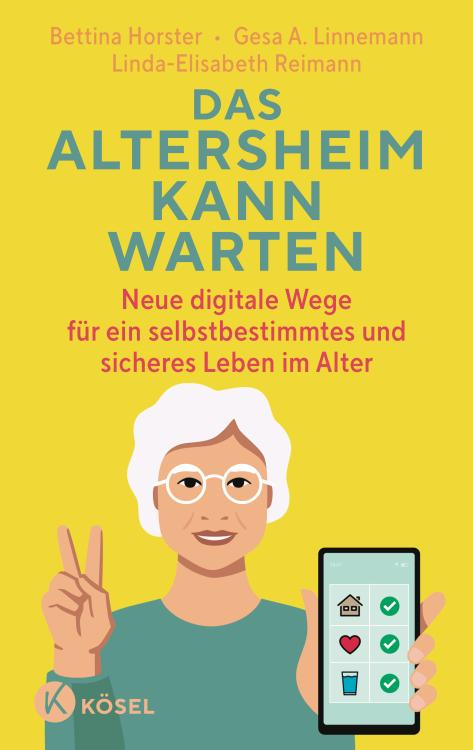 Bettina Horster • Gesa A. Linnemann
Linda-Elisabeth Reimann
DAS
ALTERSHEIM
KANN
WARTEN
Neue digitale Wege
für ein selbstbestimmtes und
sicheres Leben im Alter
K KÖSEL